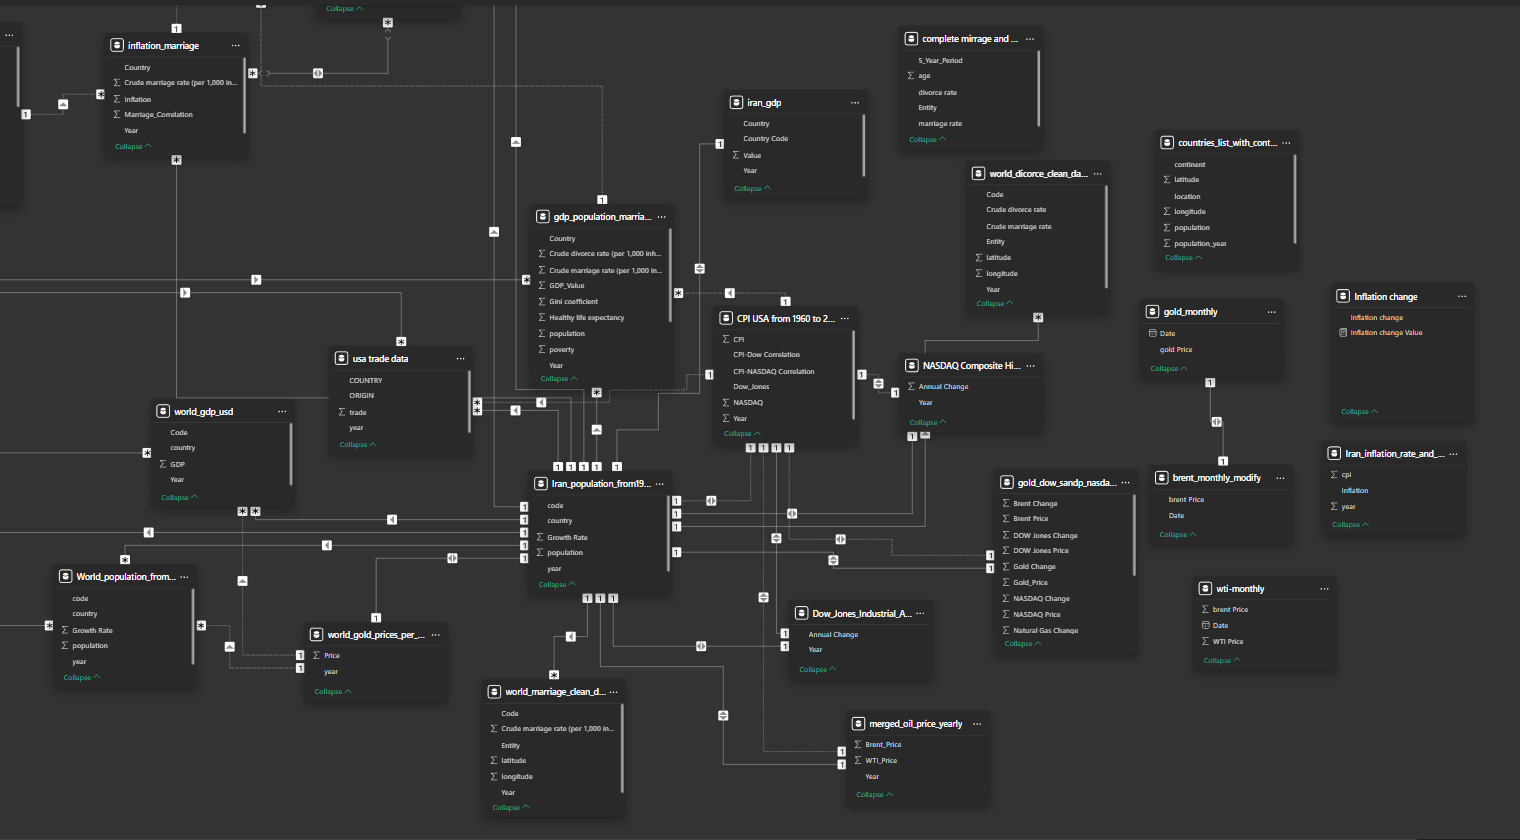 Collapse
inflation_marriage
Country
Crude marriage rate (per 1,000 in...
Inflation
Marriage_Correlation
Year
Collapse
complete mirrage and ...
5_Year_Period
age
divorce rate
Entity
marriage rate
Collapse
iran_gdp
Country
Country Code
Value
Year
Collapse
countries_list_with_cont...
continent
latitude
location
longitude
population
population_year
Collapse
world_dicorce_clean_da...
Code
Crude divorce rate
Crude marriage rate
Entity
latitude
longitude
Year
Collapse
gdp_population_marria...
Country
Crude divorce rate (per 1,000 inh...
Crude marriage rate (per 1,000 in...
GDP_Value
Gini coefficient
Healthy life expectancy
population
poverty
Year
Collapse
CPI USA from 1960 to 2...
CPI
CPI-Dow Correlation
CPI-NASDAQ Correlation
Dow_Jones
NASDAQ
Year
Collapse
gold_monthly
Date
gold Price
Collapse
Inflation change
Inflation change
Inflation change Value
Collapse
usa trade data
COUNTRY
ORIGIN
trade
year
Collapse
NASDAQ Composite Hi...
Annual Change
Year
Collapse
world_gdp_usd
Code
country
GDP
Year
Collapse
Iran_population_from19...
code
country
Growth Rate
population
year
Collapse
gold_dow_sandp_nasda...
Brent Change
Brent Price
DOW Jones Change
DOW Jones Price
Gold Change
Gold_Price
NASDAQ Change
NASDAQ Price
Natural Gas Change
Collapse
brent_monthly_modify
brent Price
Date
Collapse
Iran_inflation_rate_and_...
cpi
Inflation
year
Collapse
World_population_from...
code
country
Growth Rate
population
year
Collapse
world_gold_prices_per_...
Price
year
Collapse
Dow_Jones_Industrial_A...
Annual Change
Year
Collapse
wti-monthly
brent Price
Date
WTI Price
Collapse
world_marriage_clean_d...
Code
Crude marriage rate (per 1,000 in...
Entity
latitude
longitude
Year
Collapse
merged_oil_price_yearly
Brent_Price
WTI_Price
Year
Collapse